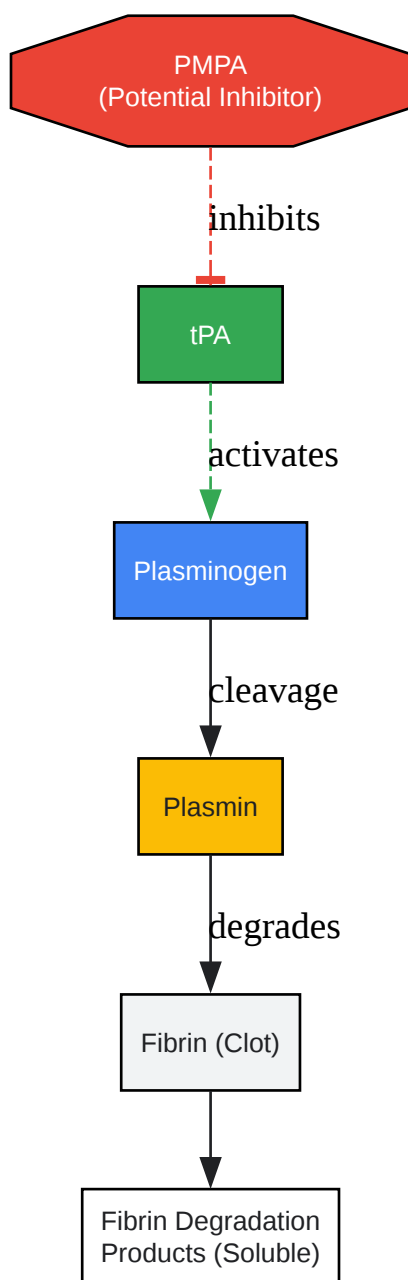 PMPA
(Potential Inhibitor)
inhibits
tPA
activates
Plasminogen
cleavage
Plasmin
degrades
Fibrin (Clot)
Fibrin Degradation
Products (Soluble)